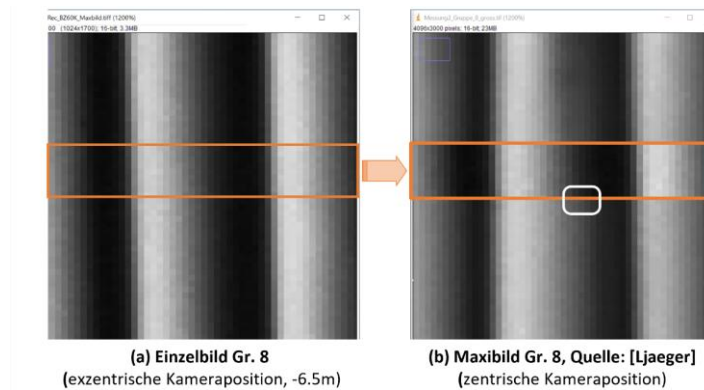 Rec_BZ60K_Maxbild.tiff (1200%)
00 (1024x1700); 16-bit; 3.3MB
4096x3000 pixels; 16-bit; 23MB
(a) Einzelbild Gr. 8
(exzentrische Kameraposition, -6.5m)
(b) Maxibild Gr. 8, Quelle: [Ljaeger]
(zentrische Kameraposition)